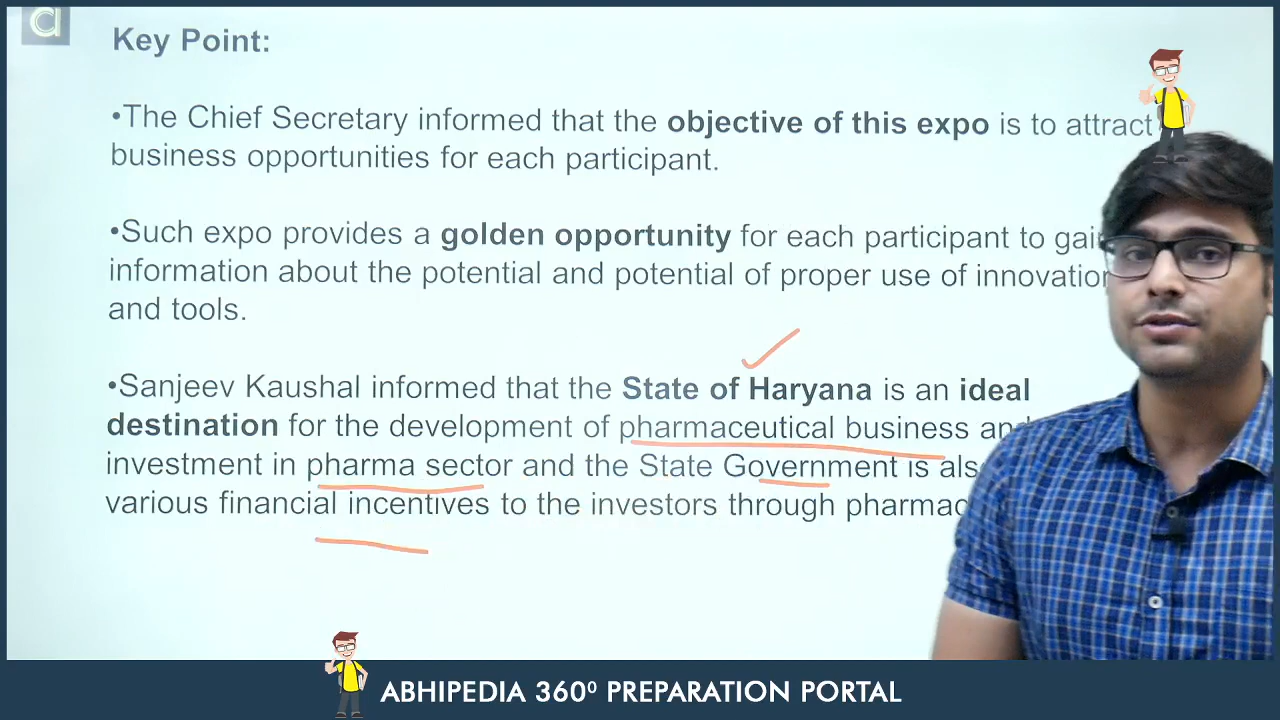 a
Key Point:
•The Chief Secretary informed that the objective of this expo is to attract
business opportunities for each participant.
•Such expo provides a golden opportunity for each participant to gain
information about the potential and potential of proper use of innovation
and tools.
•Sanjeev Kaushal informed that the State of Haryana is an ideal
destination for the development of pharmaceutical business and
investment in pharma sector and the State Government is also
various financial incentives to the investors through
ABHIPEDIA 360⁰ PREPARATION PORTAL